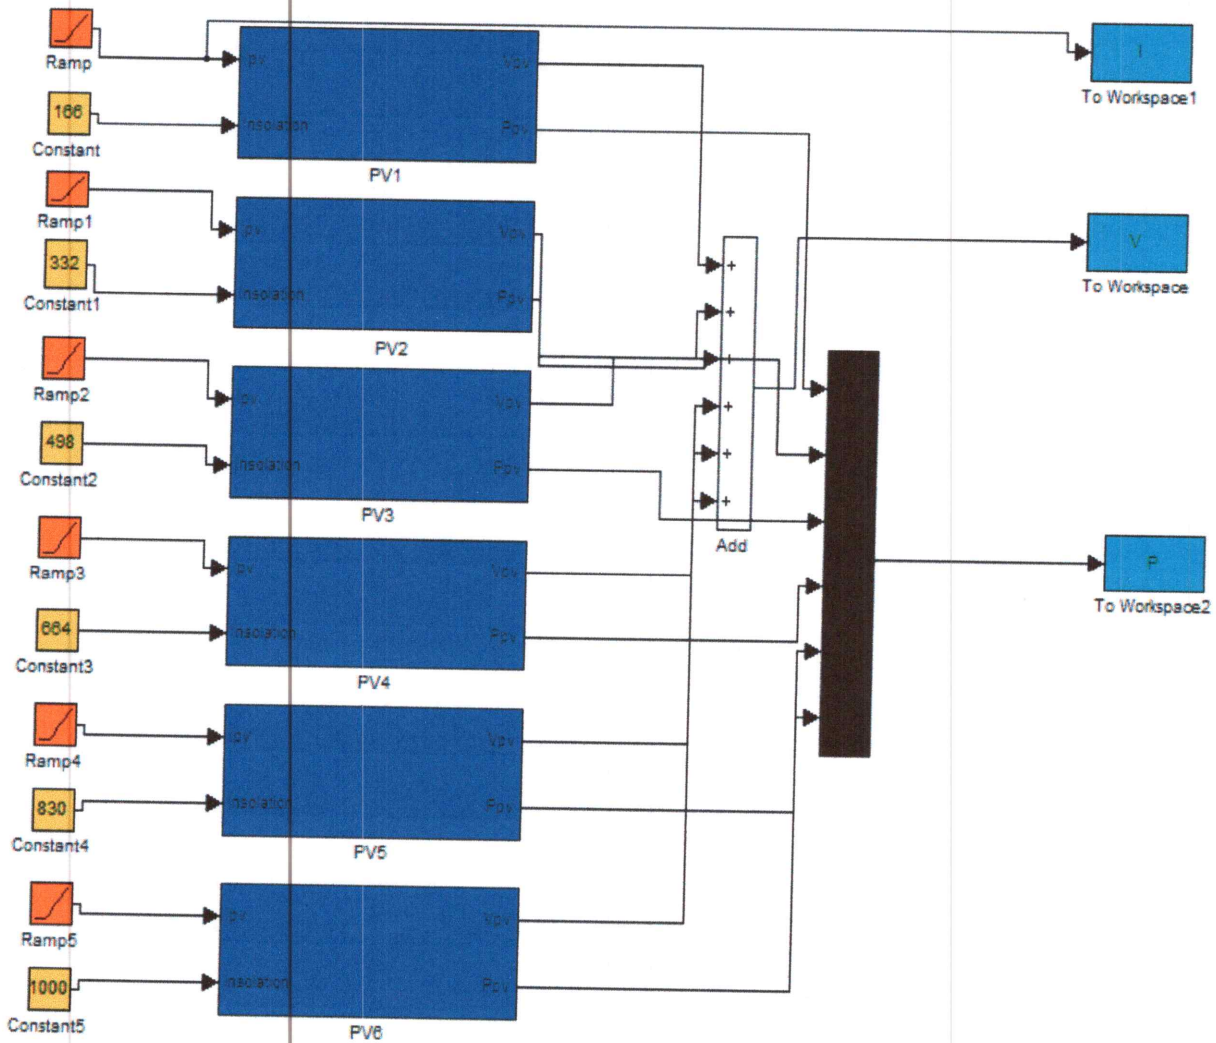 Ramp
Ipv
Vpv
I
To Workspace1
166
Insolation
Ppv
Constant
PV1
Ramp1
Ipv
Vpv
332
Insolation
Ppv
Constant1
PV2
+
+
+
+
+
+
Add
V
To Workspace
Ramp2
Ipv
Vpv
498
Insolation
Ppv
Constant2
PV3
Ramp3
Ipv
Vpv
664
Insolation
Ppv
Constant3
PV4
P
To Workspace2
Ramp4
Ipv
Vpv
830
Insolation
Ppv
Constant4
PV5
Ramp5
Ipv
Vpv
1000
Insolation
Ppv
Constant5
PV6